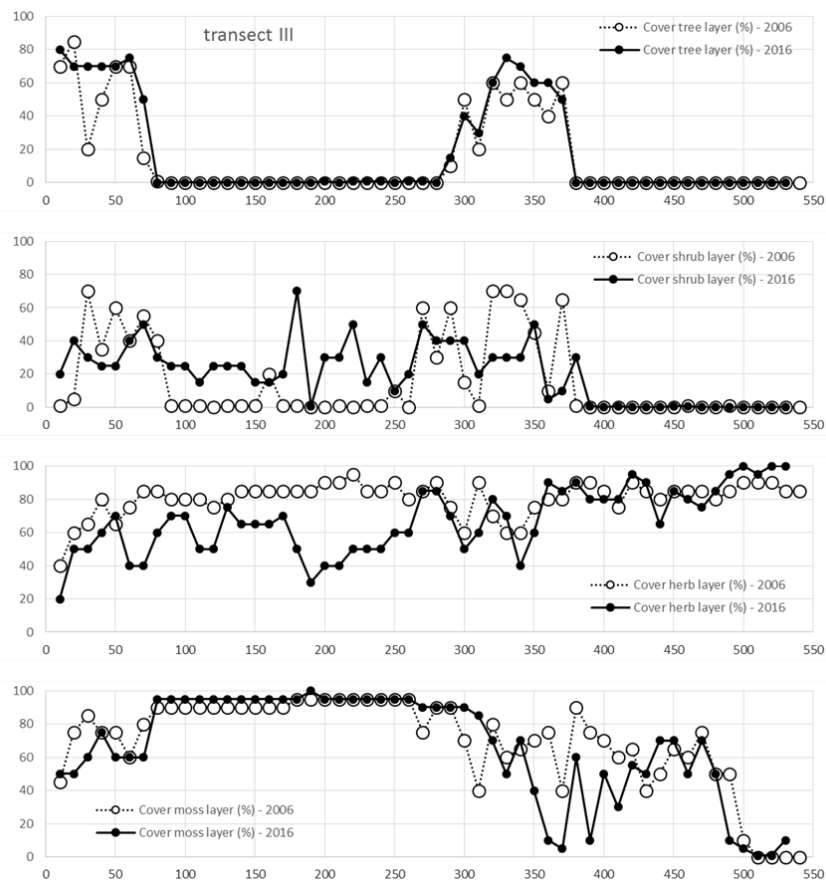 transect III
Cover tree layer (%) - 2006
Cover tree layer (%) - 2016
100
80
60
40
20
0
0 50 100 150 200 250 300 350 400 450 500 550
Cover shrub layer (%) - 2006
Cover shrub layer (%) - 2016
100
80
60
40
20
0
0 50 100 150 200 250 300 350 400 450 500 550
100
80
60
40
20
0
Cover herb layer (%) - 2006
Cover herb layer (%) - 2016
0 50 100 150 200 250 300 350 400 450 500 550
100
80
60
40
20
0
Cover moss layer (%) - 2006
Cover moss layer (%) - 2016
0 50 100 150 200 250 300 350 400 450 500 550